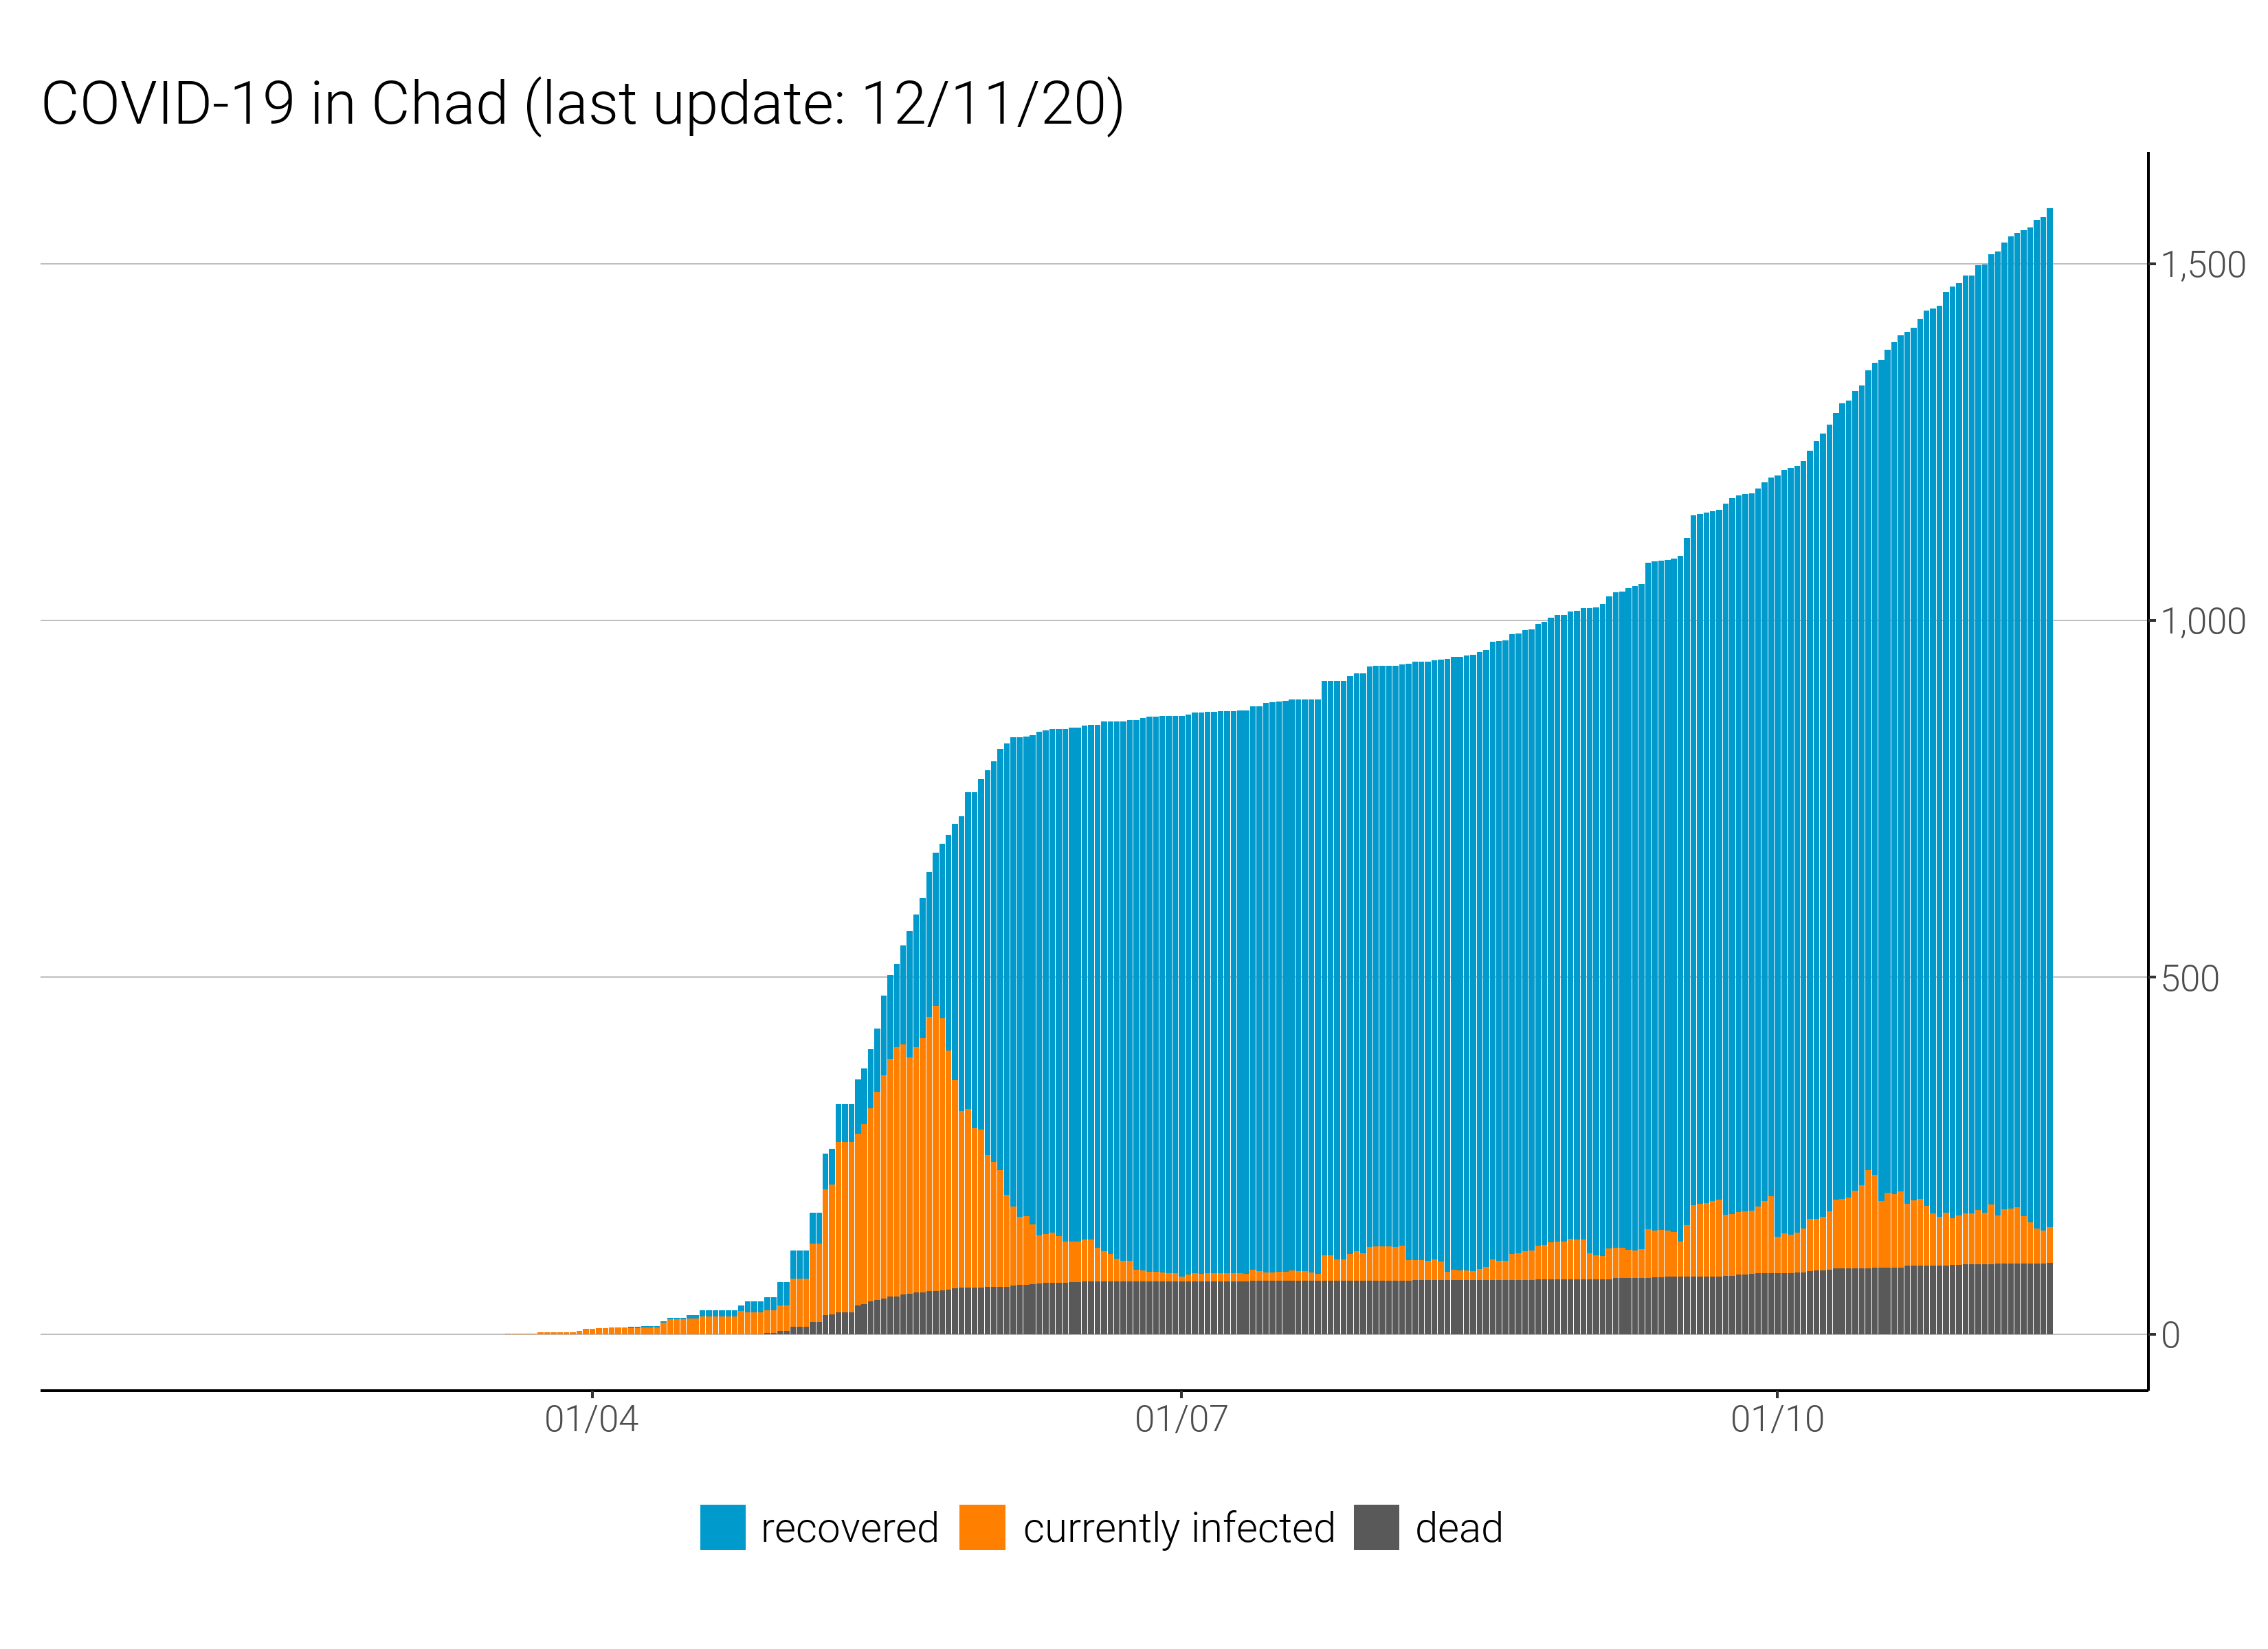 COVID-19 in Chad (last update: 12/11/20)
1,500
1,000
500
0
01/04 01/07 01/10
recovered currently infected dead